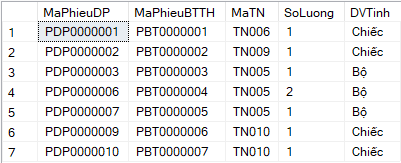 MaPhieuDP MaPhieuBTTH MaTN SoLuong DVTinh
1 PDP0000001 PBT0000001 TN006 1 Chiếc
2 PDP0000002 PBT0000002 TN009 1 Chiếc
3 PDP0000003 PBT0000003 TN005 1 Bộ
4 PDP0000006 PBT0000004 TN005 2 Bộ
5 PDP0000007 PBT0000005 TN005 1 Bộ
6 PDP0000009 PBT0000006 TN010 1 Chiếc
7 PDP0000010 PBT0000007 TN010 1 Chiếc